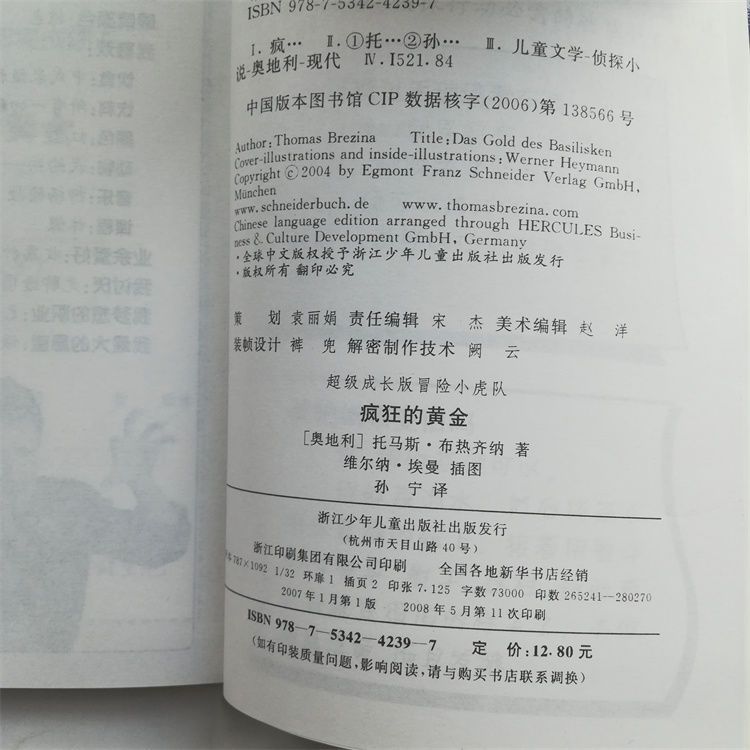 ISBN 978-7-5342-4239-7
Ⅰ. 疯… Ⅱ. ①托…②孙… Ⅲ. 儿童文学-侦探小
说-奥地利-现代 Ⅳ. I521.84
中国版本图书馆 CIP 数据核字(2006)第 138566 号
Author: Thomas Brezina Title: Das Gold des Basilisken
Cover-illustrations and inside-illustrations: Werner Heymann
Copyright © 2004 by Egmont Franz Schneider Verlag GmbH,
München
www.schneiderbuch.de www.thomasbrezina.com
Chinese language edition arranged through HERCULES Busi-
ness & Culture Development GmbH, Germany
·全球中文版权授予浙江少年儿童出版社出版发行
·版权所有 翻印必究
策 划 袁丽娟 责任编辑 宋 杰 美术编辑 赵 洋
装帧设计 裤 兜 解密制作技术 阙 云
超级成长版冒险小虎队
疯狂的黄金
[奥地利] 托马斯·布热齐纳 著
维尔纳·埃曼 插图
孙 宁 译
浙江少年儿童出版社出版发行
(杭州市天目山路 40 号)
浙江印刷集团有限公司印刷 全国各地新华书店经销
787×1092 1/32 环扉 1 插页 2 印张 7.125 字数 73000 印数 265241-280270
2007 年 1 月第 1 版 2008 年 5 月第 11 次印刷
ISBN 978—7—5342—4239—7 定 价:12.80 元
(如有印装质量问题,影响阅读,请与购买书店联系调换)